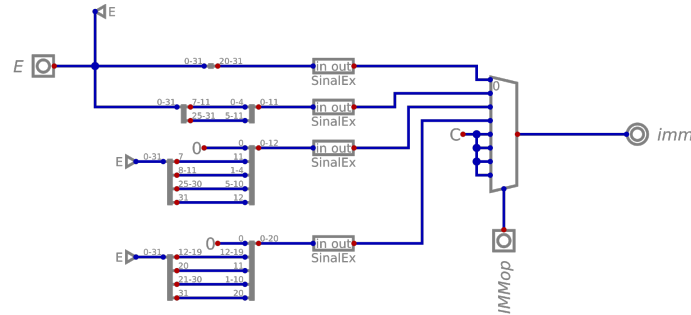 E
E
0-31
20-31
in out
SinalEx
0-31
7-11
25-31
0-4
5-11
0-11
in out
SinalEx
0
0
0
0-12
in out
SinalEx
E
0-31
7
11
8-11
1-4
25-30
5-10
31
12
C
imm
0
0
0-20
in out
SinalEx
E
0-31
12-19
12-19
20
11
21-30
1-10
31
20
IMMop